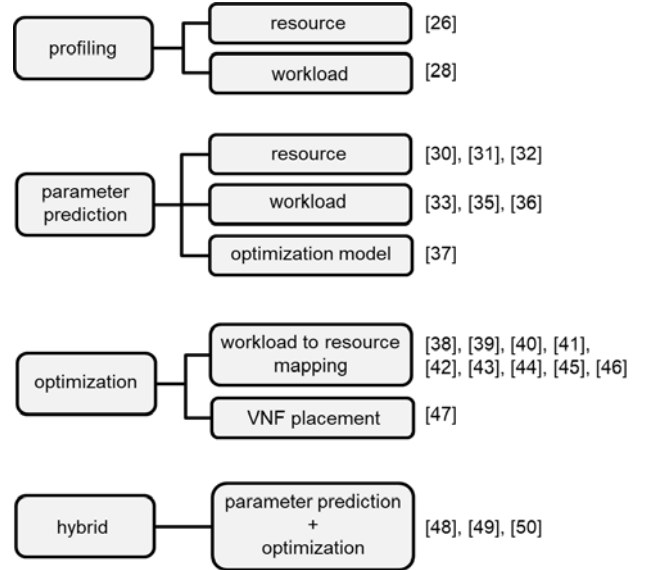 profiling
resource
[26]
workload
[28]
parameter
prediction
resource
[30], [31], [32]
workload
[33], [35], [36]
optimization model
[37]
optimization
workload to resource
mapping
[38], [39], [40], [41],
[42], [43], [44], [45], [46]
VNF placement
[47]
hybrid
parameter prediction
+
optimization
[48], [49], [50]